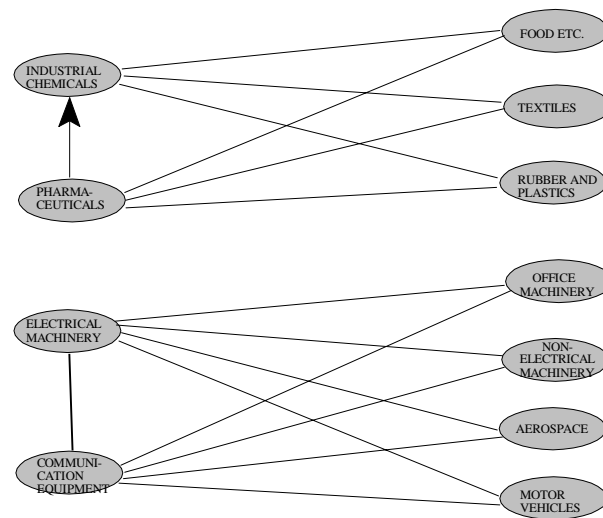 FOOD ETC.
INDUSTRIAL
CHEMICALS
TEXTILES
PHARMA-
CEUTICALS
RUBBER AND
PLASTICS
OFFICE
MACHINERY
ELECTRICAL
MACHINERY
NON-
ELECTRICAL
MACHINERY
AEROSPACE
COMMUNI-
CATION
EQUIPMENT
MOTOR
VEHICLES